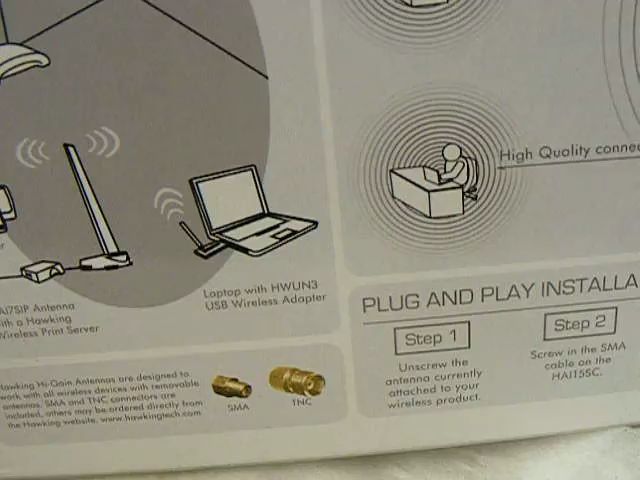 High Quality
Laptop with HWUN3
USB Wireless Adapter
AI7SIP Antenna
with a Hawking
Wireless Print Server
PLUG AND PLAY
Step 1
Unscrew the
antenna currently
attached to your
wireless product.
Step 2
Screw in the SMA
cable on the
HAI15SC.
Hawking Hi-Gain Antennas are designed to
work with all wireless devices with removable
antennas. SMA and TNC connectors are
included, others may be ordered directly from
the Hawking website, www.hawkingtech.com
SMA
TNC